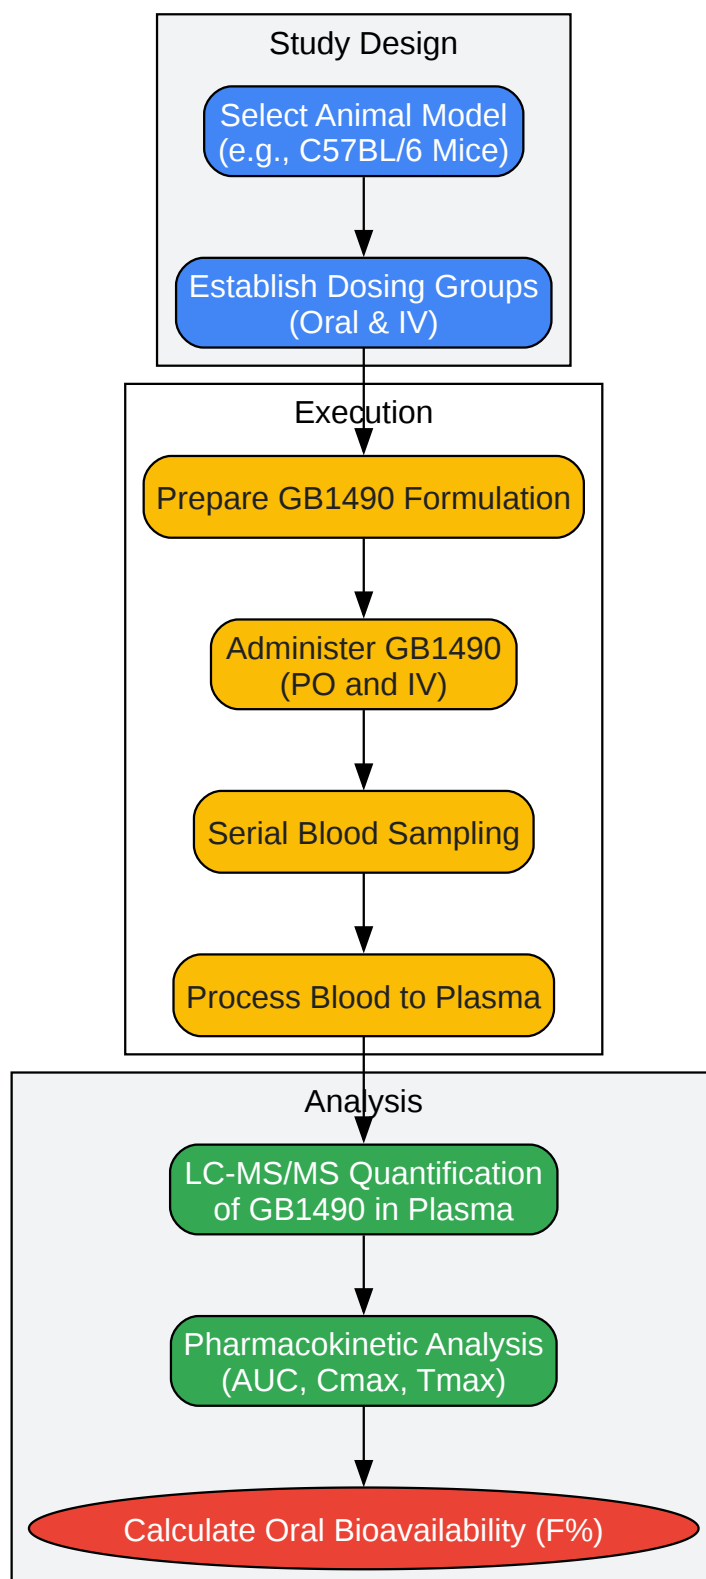 Study Design
Select Animal Model
(e.g., C57BL/6 Mice)
Establish Dosing Groups
(Oral & IV)
Execution
Prepare GB1490 Formulation
Administer GB1490
(PO and IV)
Serial Blood Sampling
Process Blood to Plasma
Analysis
LC-MS/MS Quantification
of GB1490 in Plasma
Pharmacokinetic Analysis
(AUC, Cmax, Tmax)
Calculate Oral Bioavailability (F%)